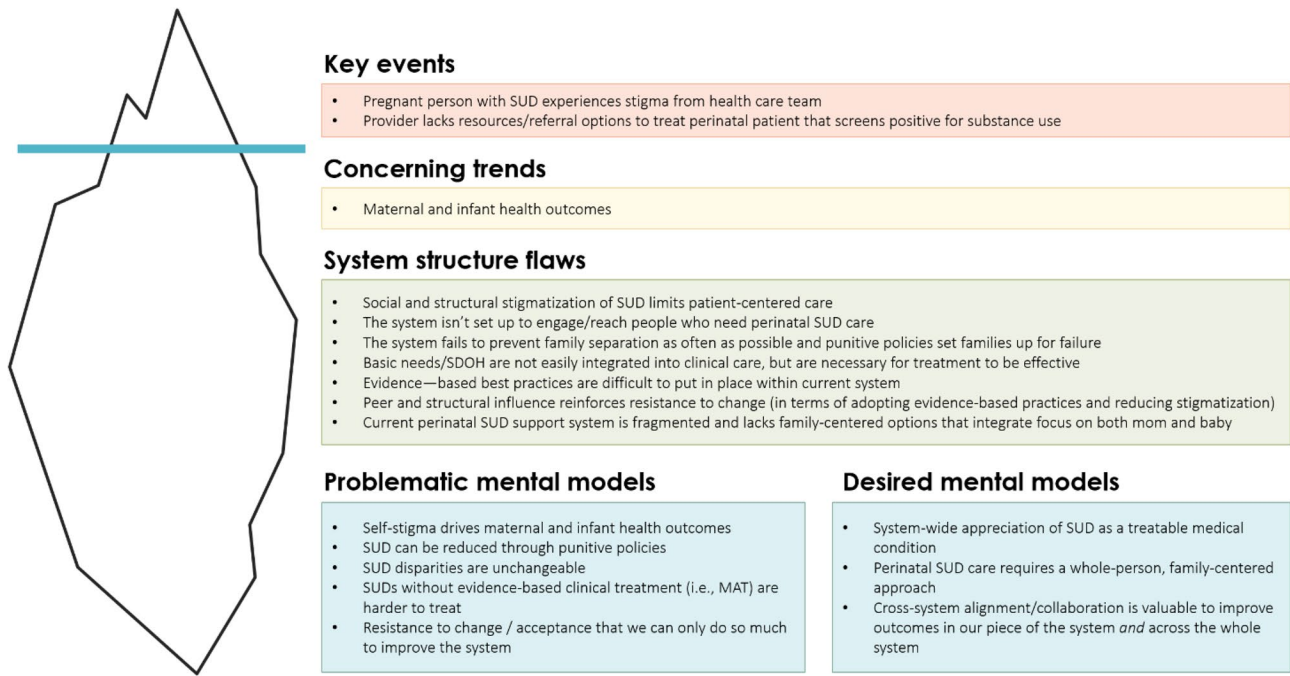 Key events
• Pregnant person with SUD experiences stigma from health care team
• Provider lacks resources/referral options to treat perinatal patient that screens positive for substance use
Concerning trends
• Maternal and infant health outcomes
System structure flaws
• Social and structural stigmatization of SUD limits patient-centered care
• The system isn't set up to engage/reach people who need perinatal SUD care
• The system fails to prevent family separation as often as possible and punitive policies set families up for failure
• Basic needs/SDOH are not easily integrated into clinical care, but are necessary for treatment to be effective
• Evidence—based best practices are difficult to put in place within current system
• Peer and structural influence reinforces resistance to change (in terms of adopting evidence-based practices and reducing stigmatization)
• Current perinatal SUD support system is fragmented and lacks family-centered options that integrate focus on both mom and baby
Problematic mental models
• Self-stigma drives maternal and infant health outcomes
• SUD can be reduced through punitive policies
• SUD disparities are unchangeable
• SUDs without evidence-based clinical treatment (i.e., MAT) are
harder to treat
• Resistance to change / acceptance that we can only do so much
to improve the system
Desired mental models
• System-wide appreciation of SUD as a treatable medical
condition
• Perinatal SUD care requires a whole-person, family-centered
approach
• Cross-system alignment/collaboration is valuable to improve
outcomes in our piece of the system and across the whole
system